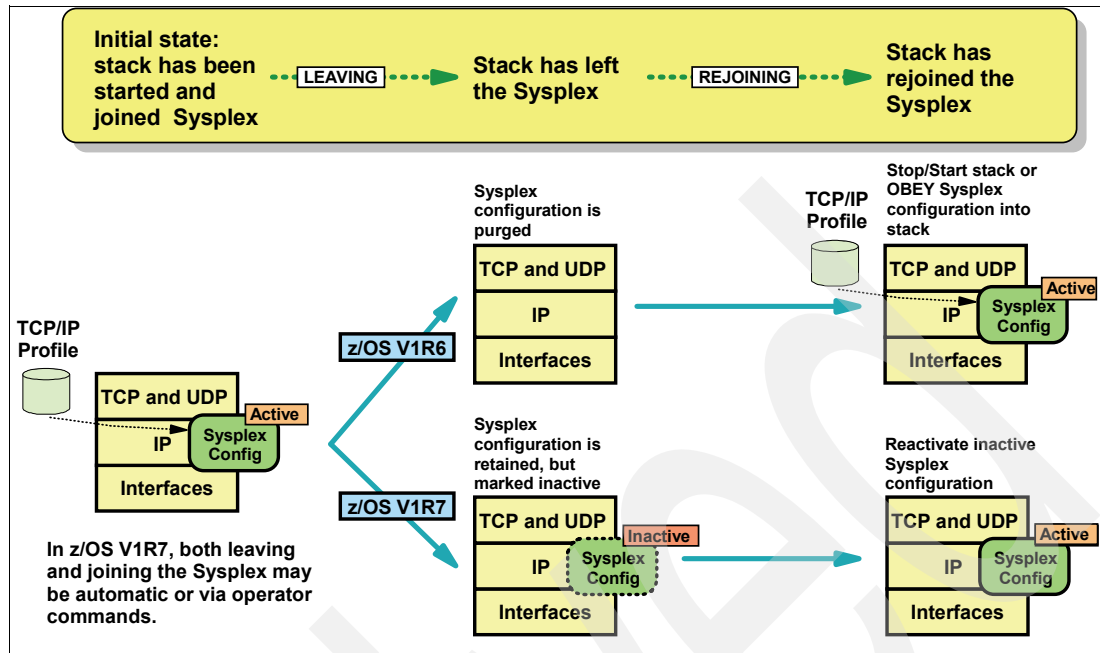 Initial state:
stack has been
started and
joined Sysplex
LEAVING
Stack has left
the Sysplex
REJOINING
Stack has
rejoined the
Sysplex
Sysplex
configuration is
purged
TCP and UDP
IP
Interfaces
TCP/IP
Profile
Stop/Start stack or
OBEY Sysplex
configuration into
stack
TCP and UDP
IP
Interfaces
Active
Sysplex
Config
z/OS V1R6
TCP/IP
Profile
TCP and UDP
IP
Interfaces
Active
Sysplex
Config
z/OS V1R7
Sysplex
configuration is
retained, but
marked inactive
TCP and UDP
IP
Interfaces
Inactive
Sysplex
Config
Reactivate inactive
Sysplex
configuration
TCP and UDP
IP
Interfaces
Active
Sysplex
Config
In z/OS V1R7, both leaving
and joining the Sysplex may
be automatic or via operator
commands.